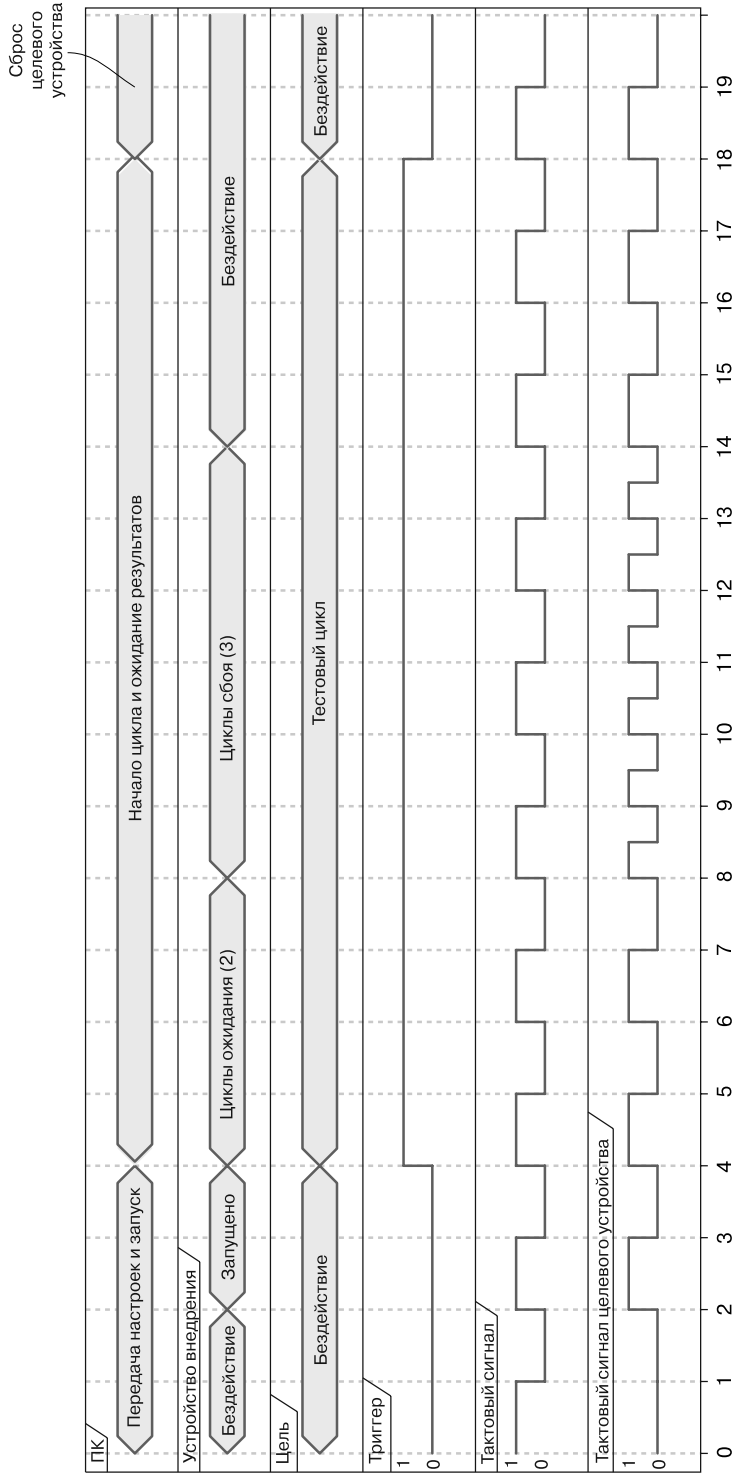 Сброс
целевого
устройства
ПК
Передача настроек и запуск
Начало цикла и ожидание результатов
Устройство внедрения
Бездействие
Запущено
Циклы ожидания (2)
Циклы сбоя (3)
Бездействие
Цель
Бездействие
Тестовый цикл
Бездействие
Триггер
1
0
Тактовый сигнал
1
0
Тактовый сигнал целевого устройства
1
0
0 1 2 3 4 5 6 7 8 9 10 11 12 13 14 15 16 17 18 19